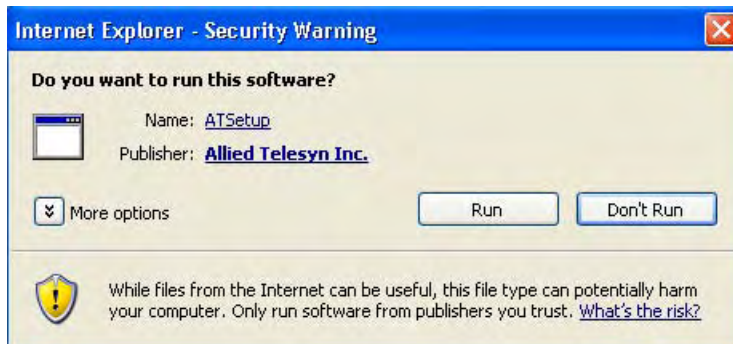 Internet Explorer - Security Warning
Do you want to run this software?
Name: ATSetup
Publisher: Allied Telesyn Inc.
More options
Run
Don't Run
While files from the Internet can be useful, this file type can potentially harm
your computer. Only run software from publishers you trust. What's the risk?